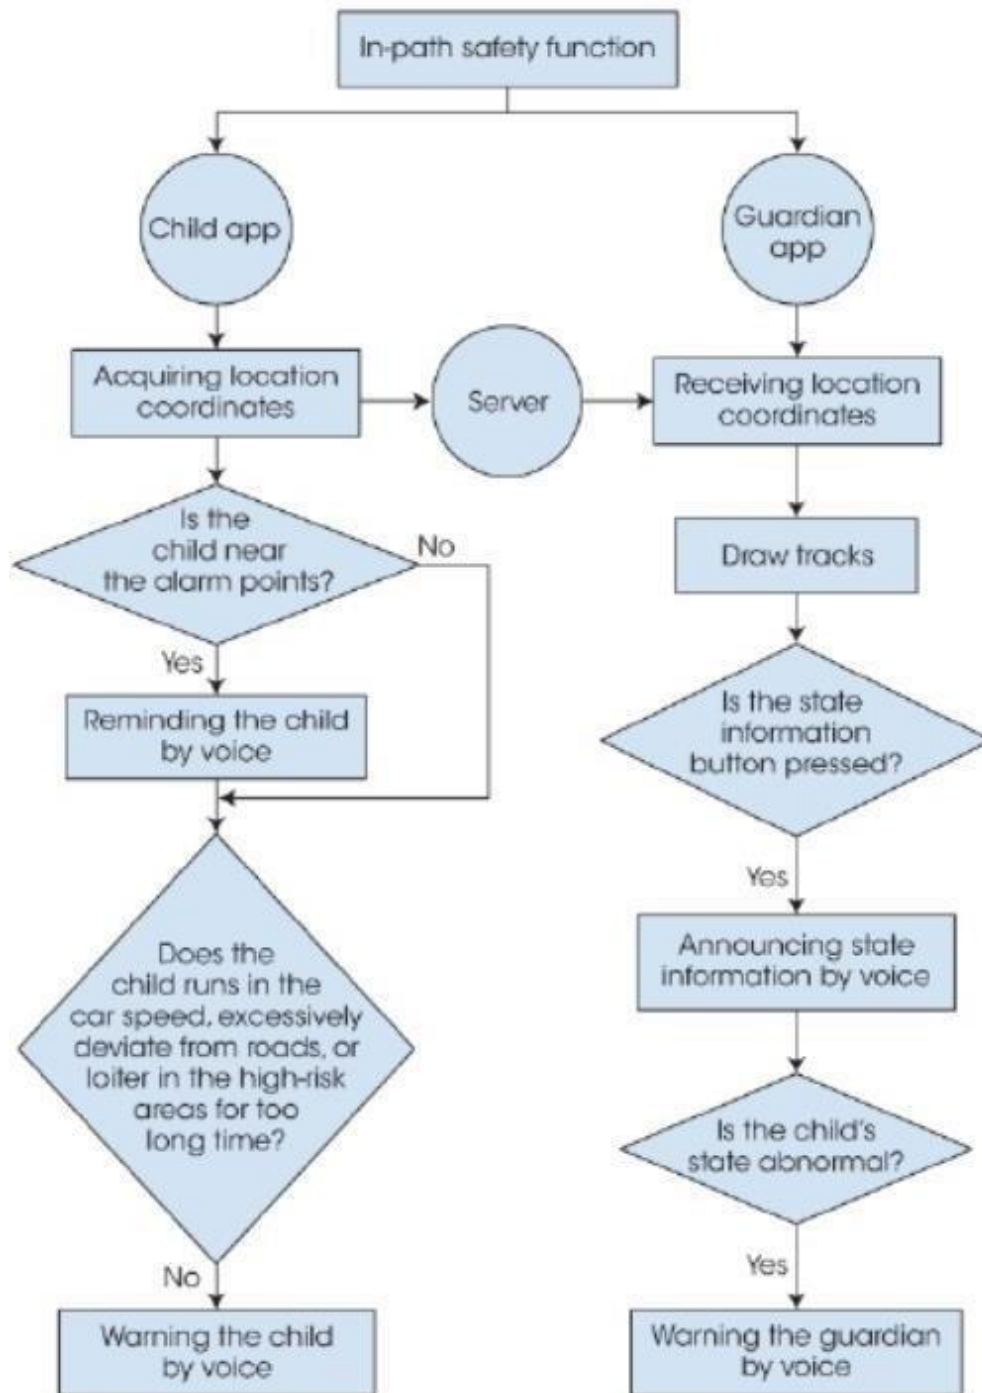 In-path safety function
Child app
Guardian
app
Acquiring location
coordinates
Server
Receiving location
coordinates
Is the
child near
the alarm points?
No
Draw tracks
Yes
Reminding the child
by voice
Is the state
information
button pressed?
Yes
Does the
child runs in the
car speed, excessively
deviate from roads, or
loiter in the high-risk
areas for too
long time?
Announcing state
information by voice
Is the child's
state abnormal?
No
Yes
Warning the child
by voice
Warning the guardian
by voice